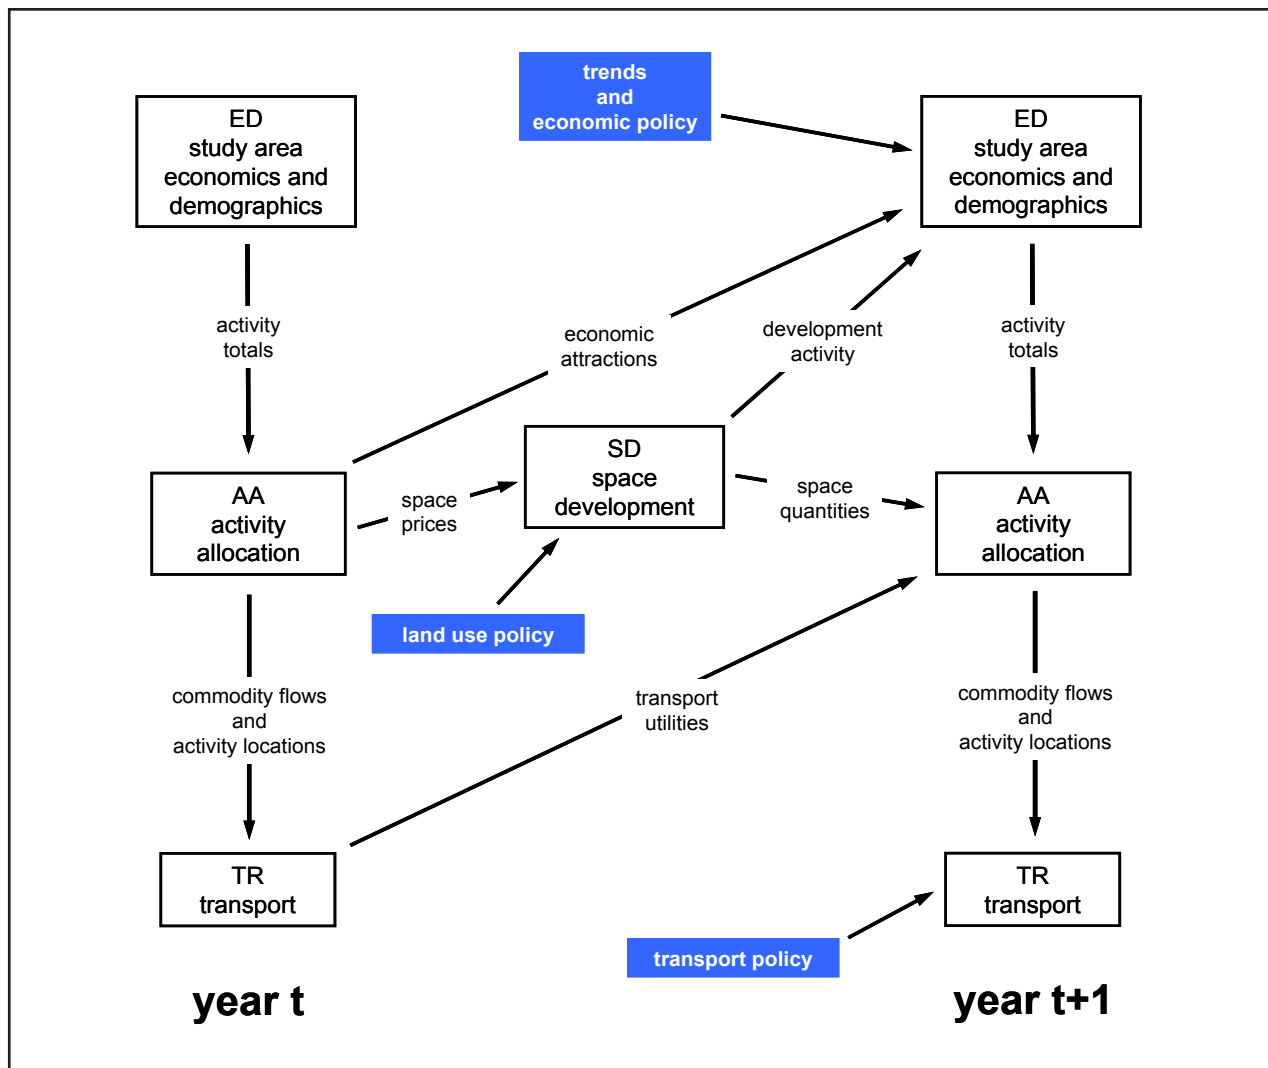 trends
and
economic policy
ED
study area
economics and
demographics
ED
study area
economics and
demographics
activity
totals
economic
attractions
development
activity
activity
totals
SD
space
development
AA
activity
allocation
space
prices
space
quantities
AA
activity
allocation
land use policy
commodity flows
and
activity locations
transport
utilities
commodity flows
and
activity locations
TR
transport
TR
transport
transport policy
year t
year t+1